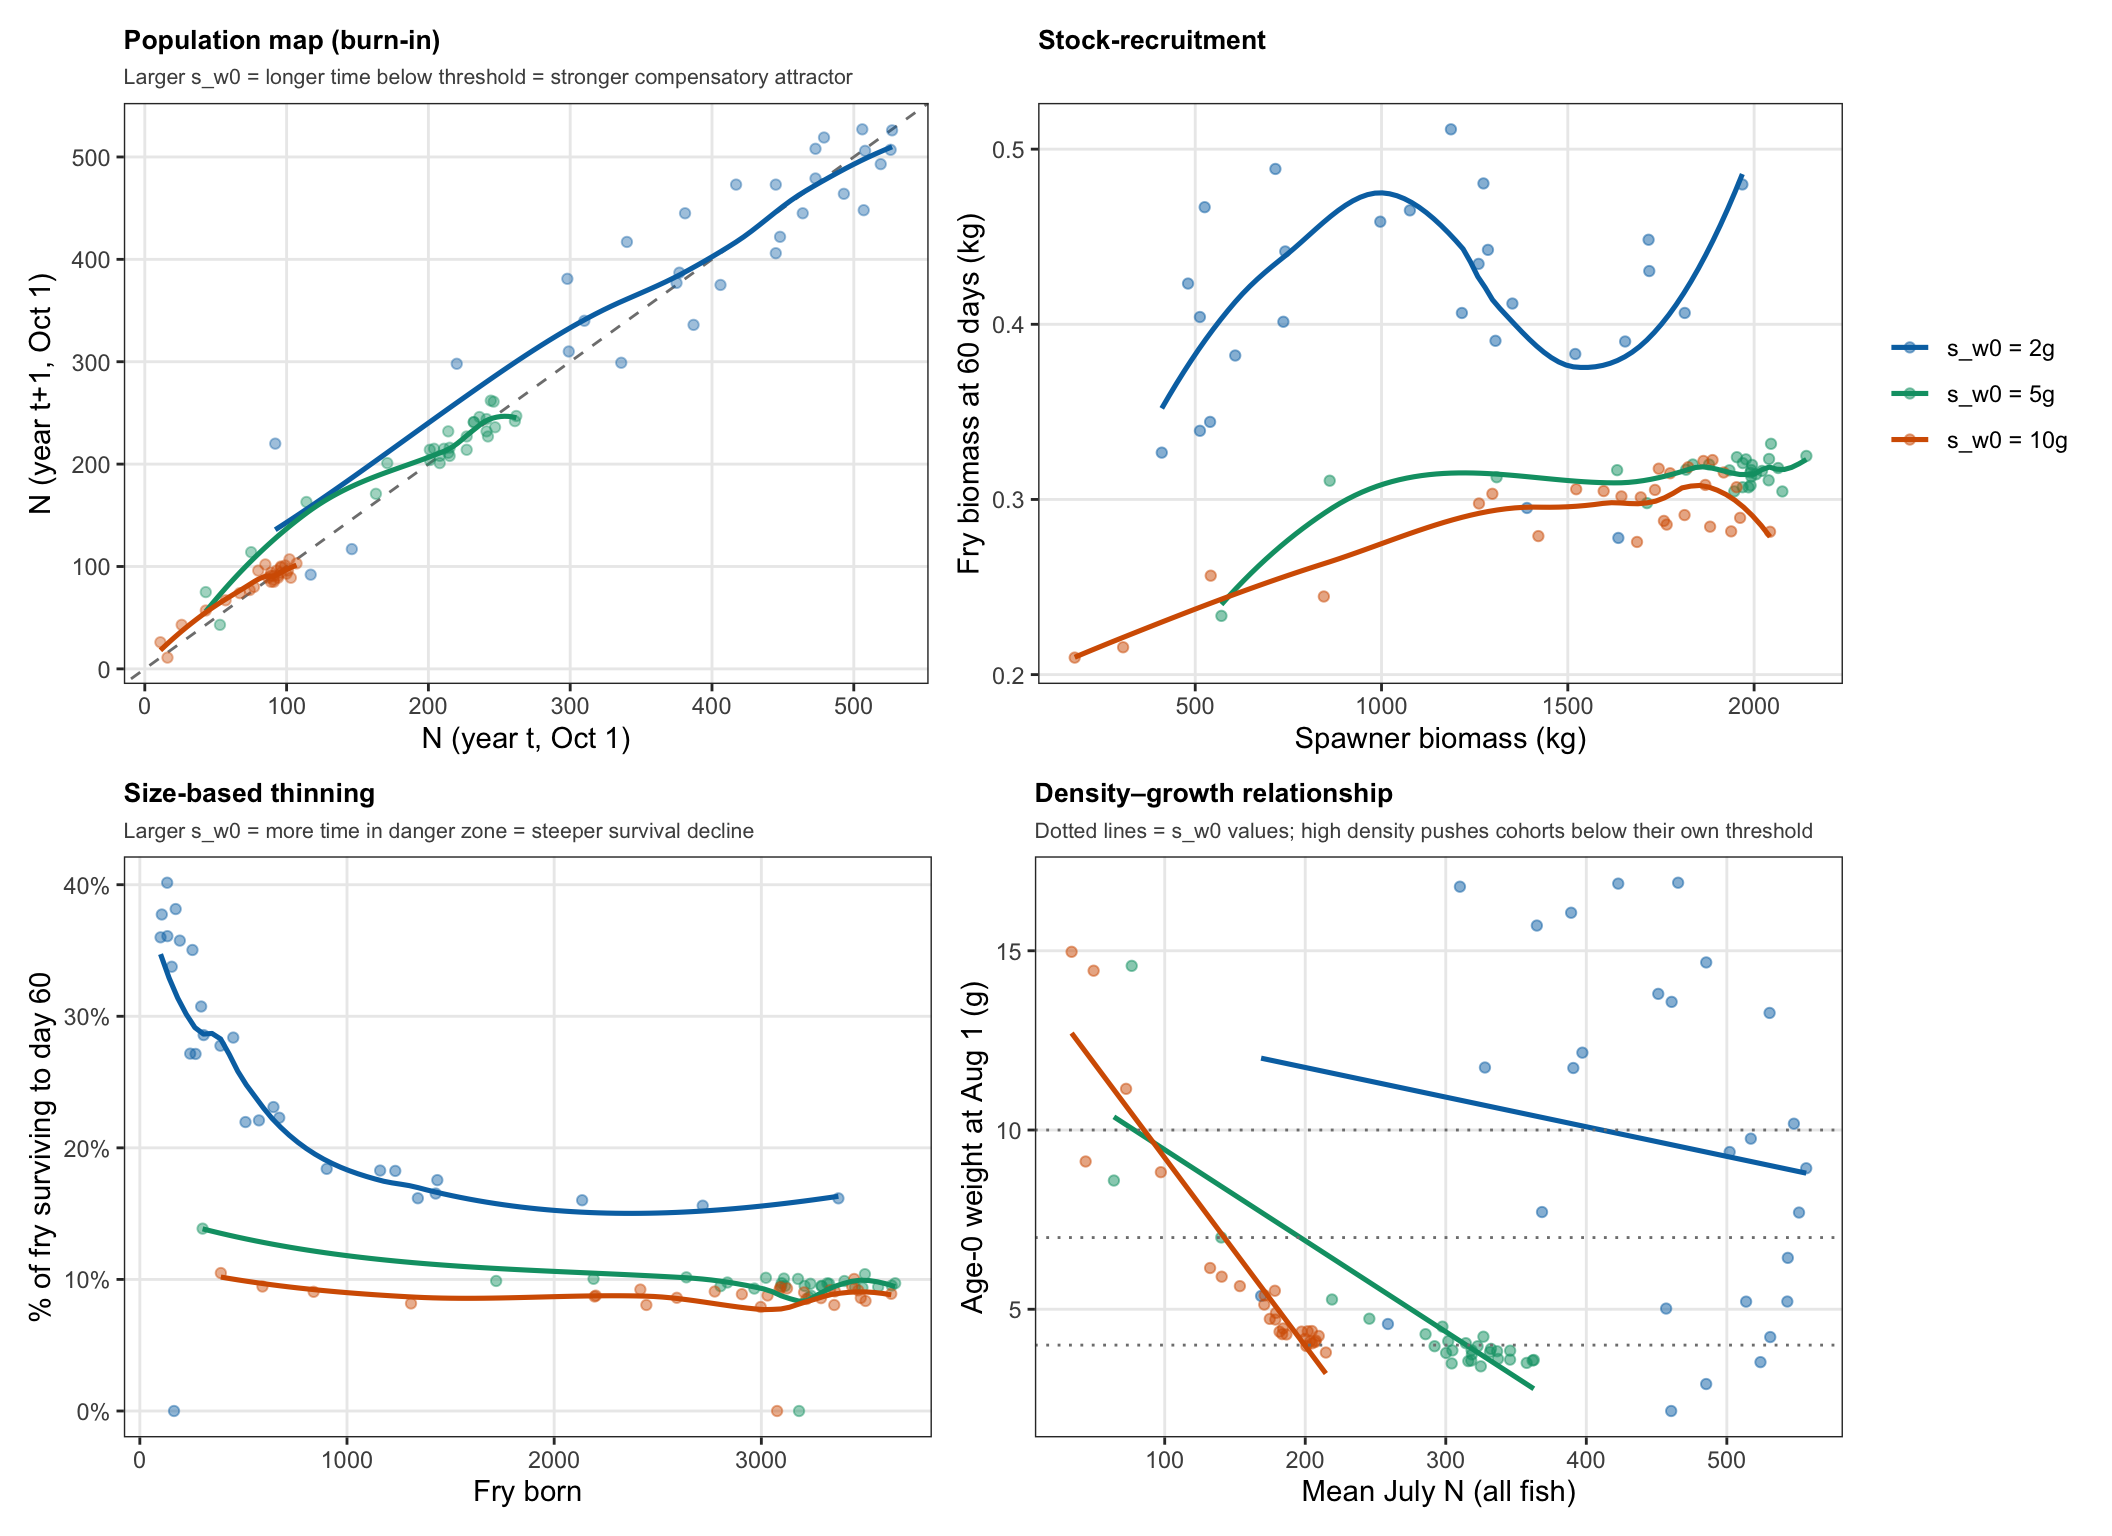 Population map (burn-in)
Larger s_w0 = longer time below threshold = stronger compensatory attractor
N (year t+1, Oct 1)
500
400
300
200
100
0
0 100 200 300 400 500
N (year t, Oct 1)
Stock-recruitment
Fry biomass at 60 days (kg)
0.5
0.4
0.3
0.2
500 1000 1500 2000
Spawner biomass (kg)
s_w0 = 2g
s_w0 = 5g
s_w0 = 10g
Size-based thinning
Larger s_w0 = more time in danger zone = steeper survival decline
% of fry surviving to day 60
40%
30%
20%
10%
0%
0 1000 2000 3000
Fry born
Density–growth relationship
Dotted lines = s_w0 values; high density pushes cohorts below their own threshold
Age-0 weight at Aug 1 (g)
15
10
5
100 200 300 400 500
Mean July N (all fish)